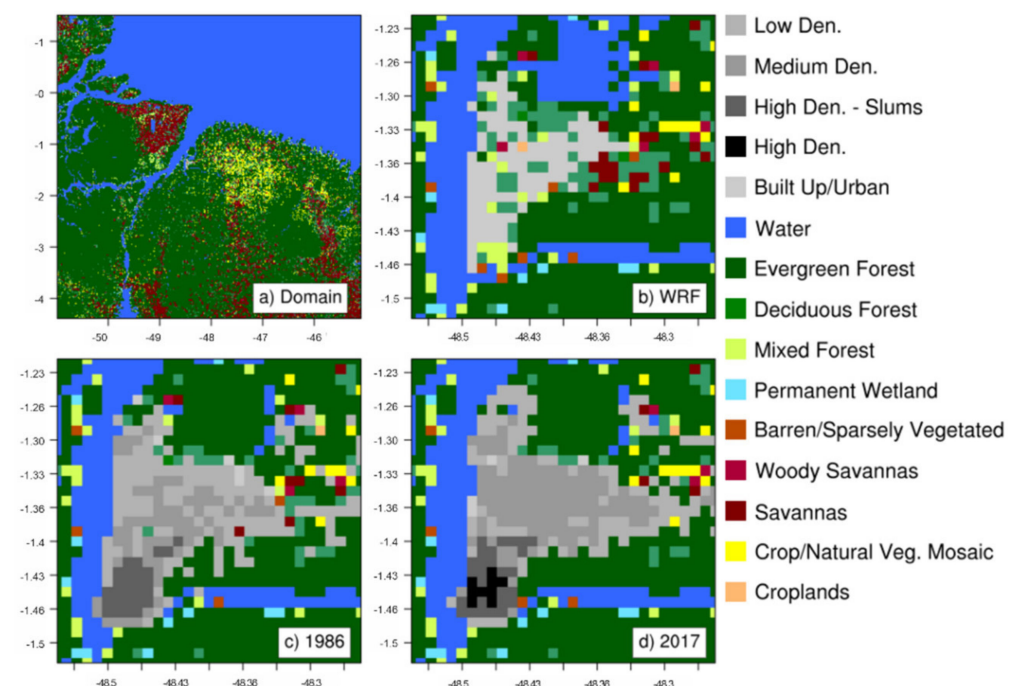 -1
-0
-1
-2
-3
-4
-50
-49
-48
-47
-46
a) Domain
-1.23
-1.26
-1.30
-1.33
-1.36
-1.4
-1.43
-1.46
-1.5
-48.5
-48.43
-48.36
-48.3
b) WRF
-1.23
-1.26
-1.30
-1.33
-1.36
-1.4
-1.43
-1.46
-1.5
-48.5
-48.43
-48.36
-48.3
c) 1986
-1.23
-1.26
-1.30
-1.33
-1.36
-1.4
-1.43
-1.46
-1.5
-48.5
-48.43
-48.36
-48.3
d) 2017
Low Den.
Medium Den.
High Den. - Slums
High Den.
Built Up/Urban
Water
Evergreen Forest
Deciduous Forest
Mixed Forest
Permanent Wetland
Barren/Sparsely Vegetated
Woody Savannas
Savannas
Crop/Natural Veg. Mosaic
Croplands